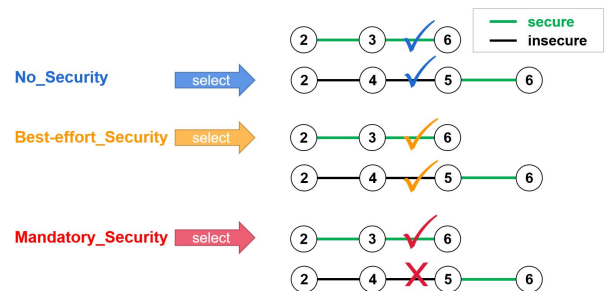 secure
insecure
2 3 6
No_Security select 2 4 5 6
Best-effort_Security select 2 3 6
2 4 5 6
Mandatory_Security select 2 3 6
2 4 5 6